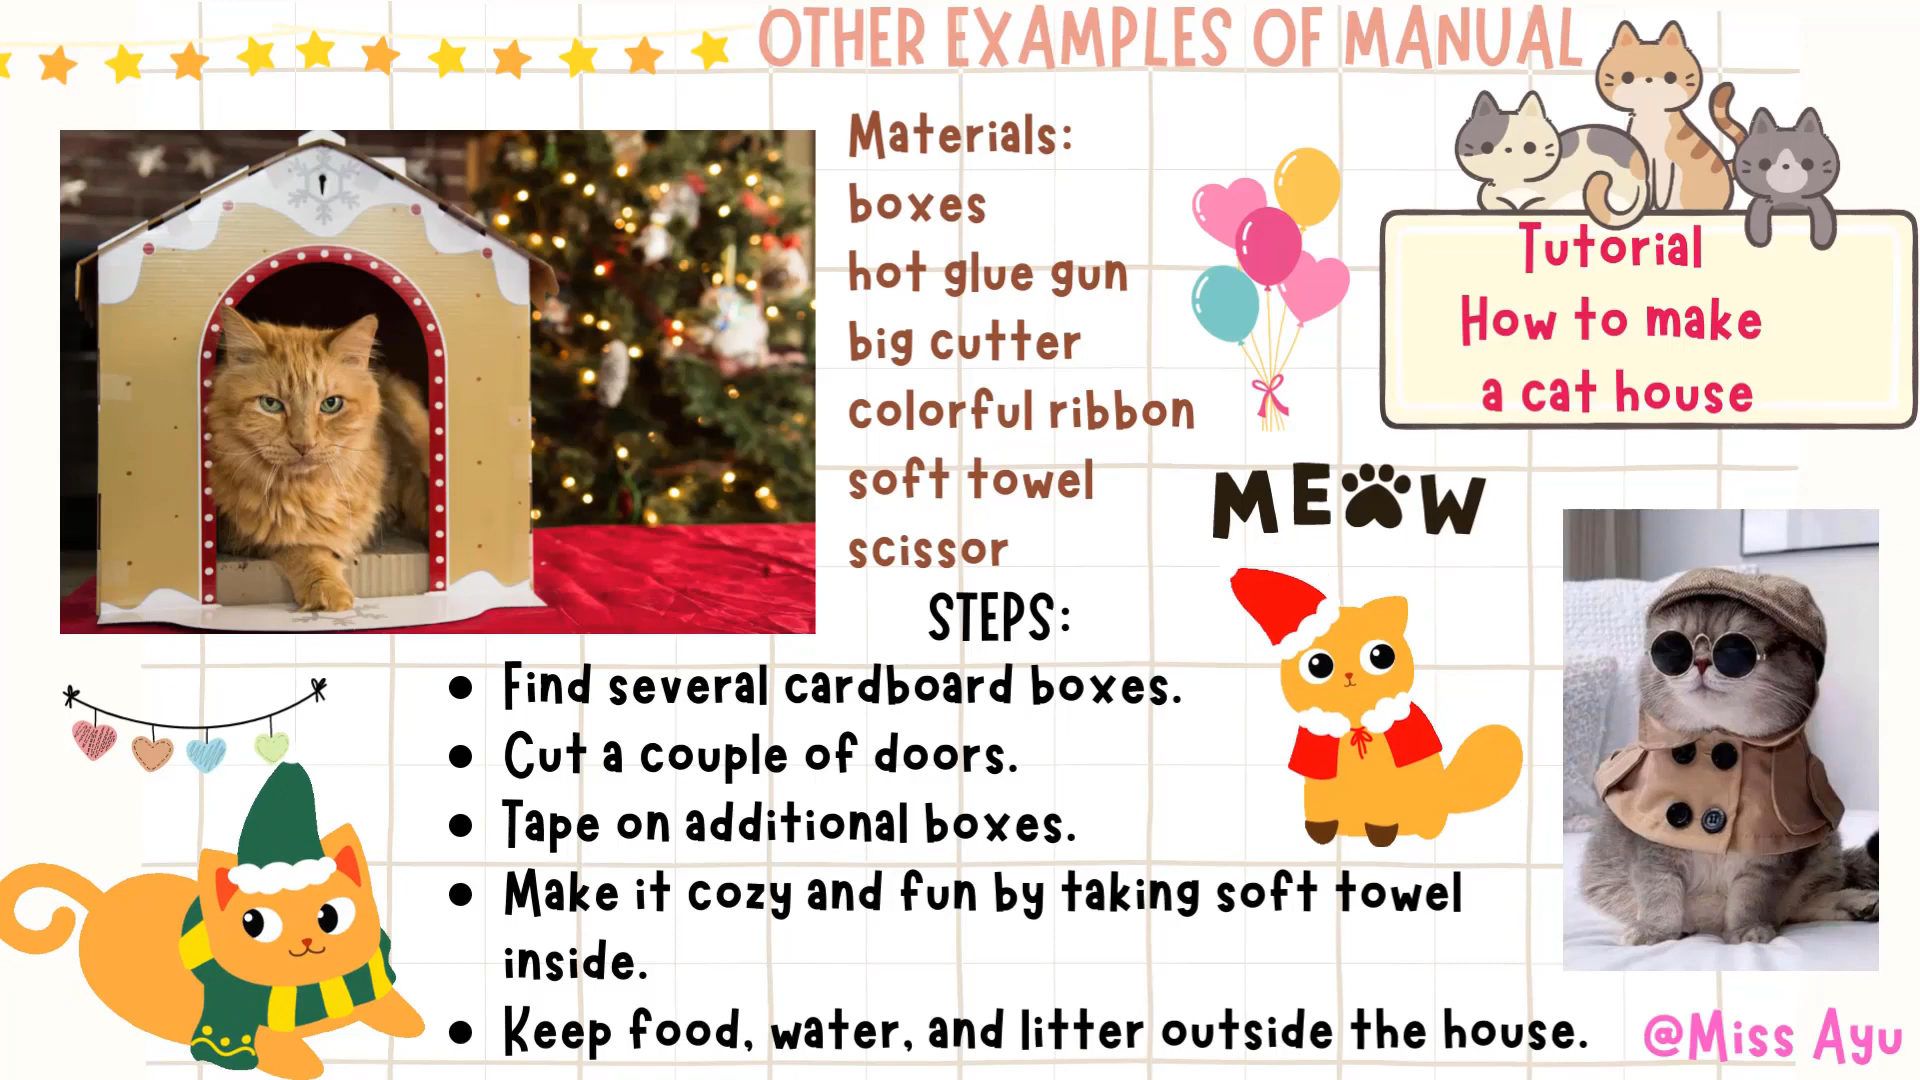 OTHER EXAMPLES OF MANUAL
Materials:
boxes
hot glue gun
big cutter
colorful ribbon
soft towel
scissor
Tutorial
How to make
a cat house
MEOW
STEPS:
• Find several cardboard boxes.
• Cut a couple of doors.
• Tape on additional boxes.
• Make it cozy and fun by taking soft towel
inside.
• Keep food, water, and litter outside the house.
@Miss Ayu